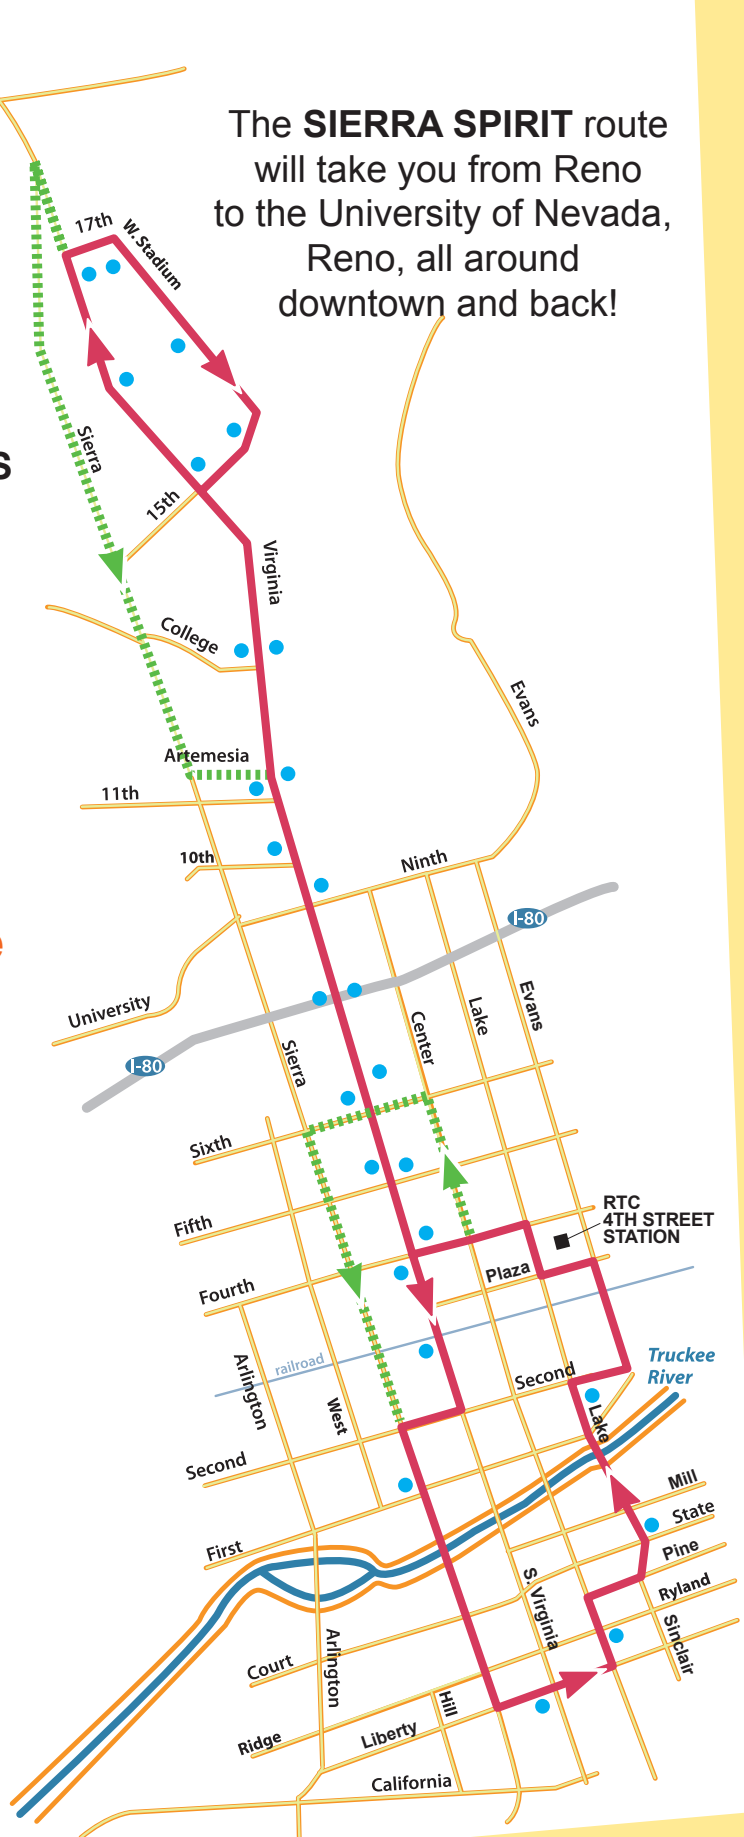 The SIERRA SPIRIT route
will take you from Reno
to the University of Nevada,
Reno, all around
downtown and back!
17th
W.Stadium
Sierra
s
15th
Virginia
College
Evans
Artemesia
11th
10th
Ninth
I-80
e
University
Center
Lake
Evans
Sierra
I-80
Sixth
Fifth
RTC
4TH STREET
STATION
Plaza
Fourth
railroad
Truckee
River
Arlington
West
Second
Lake
Second
Mill
State
First
Pine
S. Virginia
Ryland
Sinclair
Court
Arlington
Hill
Ridge
Liberty
California